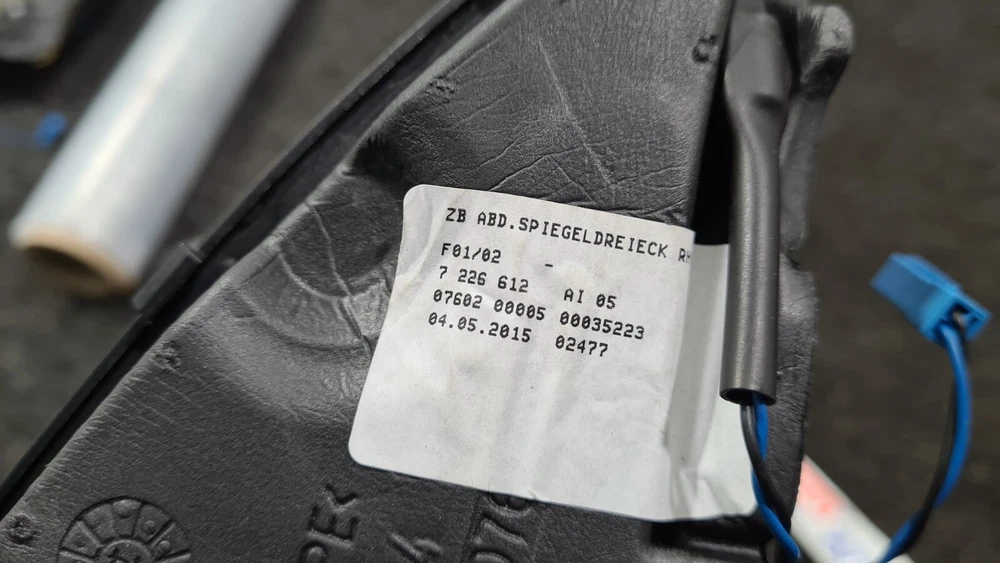 ZB ABD.SPIEGELDREIECK RH
F01/02 -
7 226 612 AI 05
07602 00005 00035223
04.05.2015 02477